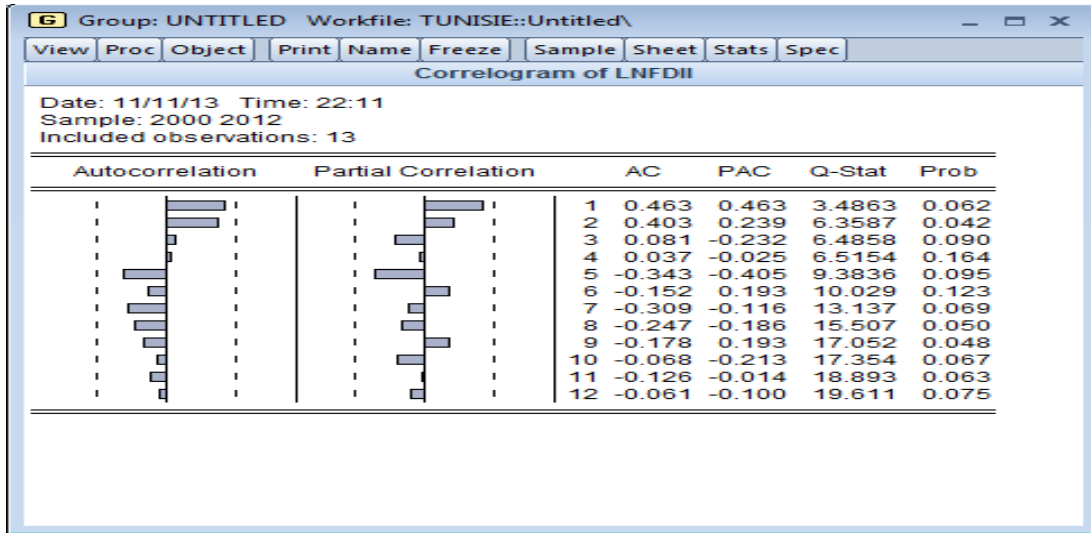 G Group: UNTITLED Workfile: TUNISIE::Untitled\
View Proc Object Print Name Freeze Sample Sheet Stats Spec
Correlogram of LNFDII
Date: 11/11/13 Time: 22:11
Sample: 2000 2012
Included observations: 13
Autocorrelation Partial Correlation AC PAC Q-Stat Prob
1 0.463 0.463 3.4863 0.062
2 0.403 0.239 6.3587 0.042
3 0.081 -0.232 6.4858 0.090
4 0.037 -0.025 6.5154 0.164
5 -0.343 -0.405 9.3836 0.095
6 -0.152 0.193 10.029 0.123
7 -0.309 -0.116 13.137 0.069
8 -0.247 -0.186 15.507 0.050
9 -0.178 0.193 17.052 0.048
10 -0.068 -0.213 17.354 0.067
11 -0.126 -0.014 18.893 0.063
12 -0.061 -0.100 19.611 0.075